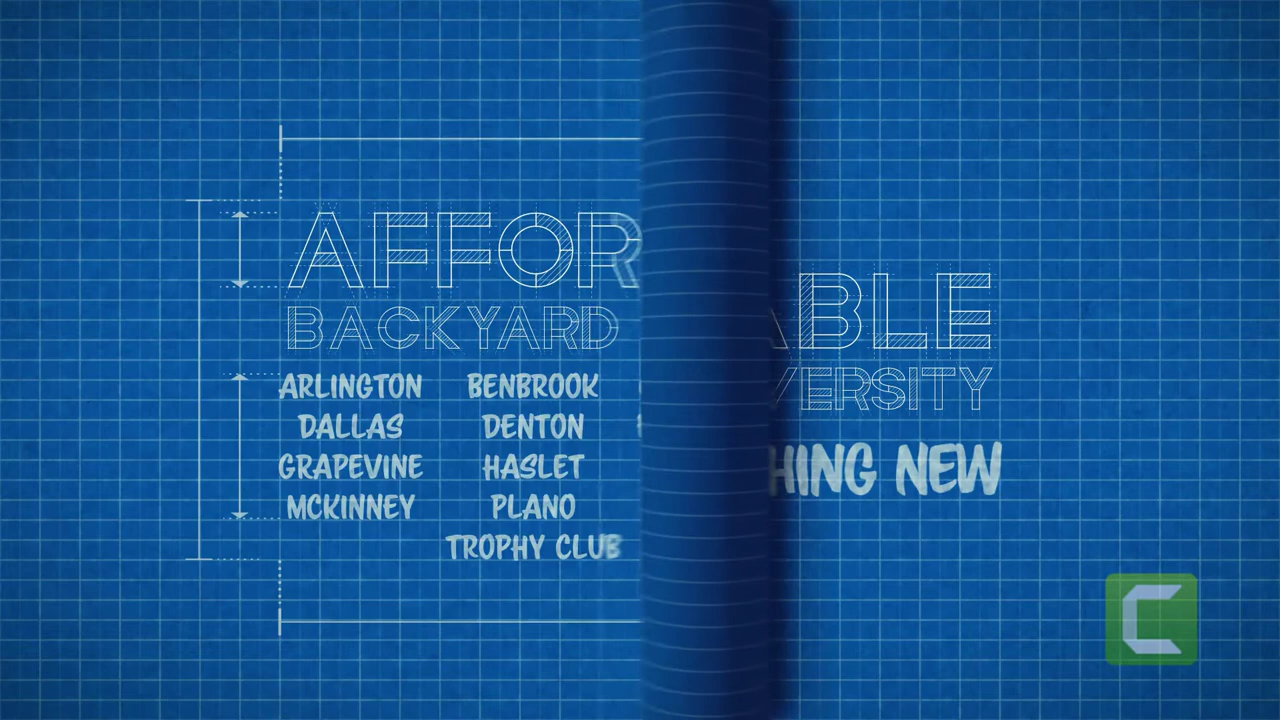 AFFOR
BACKYARD
ARLINGTON BENBROOK
DALLAS DENTON
GRAPEVINE HASLET
MCKINNEY PLANO
TROPHY CLUB
ABLE
VERSITY
HING NEW